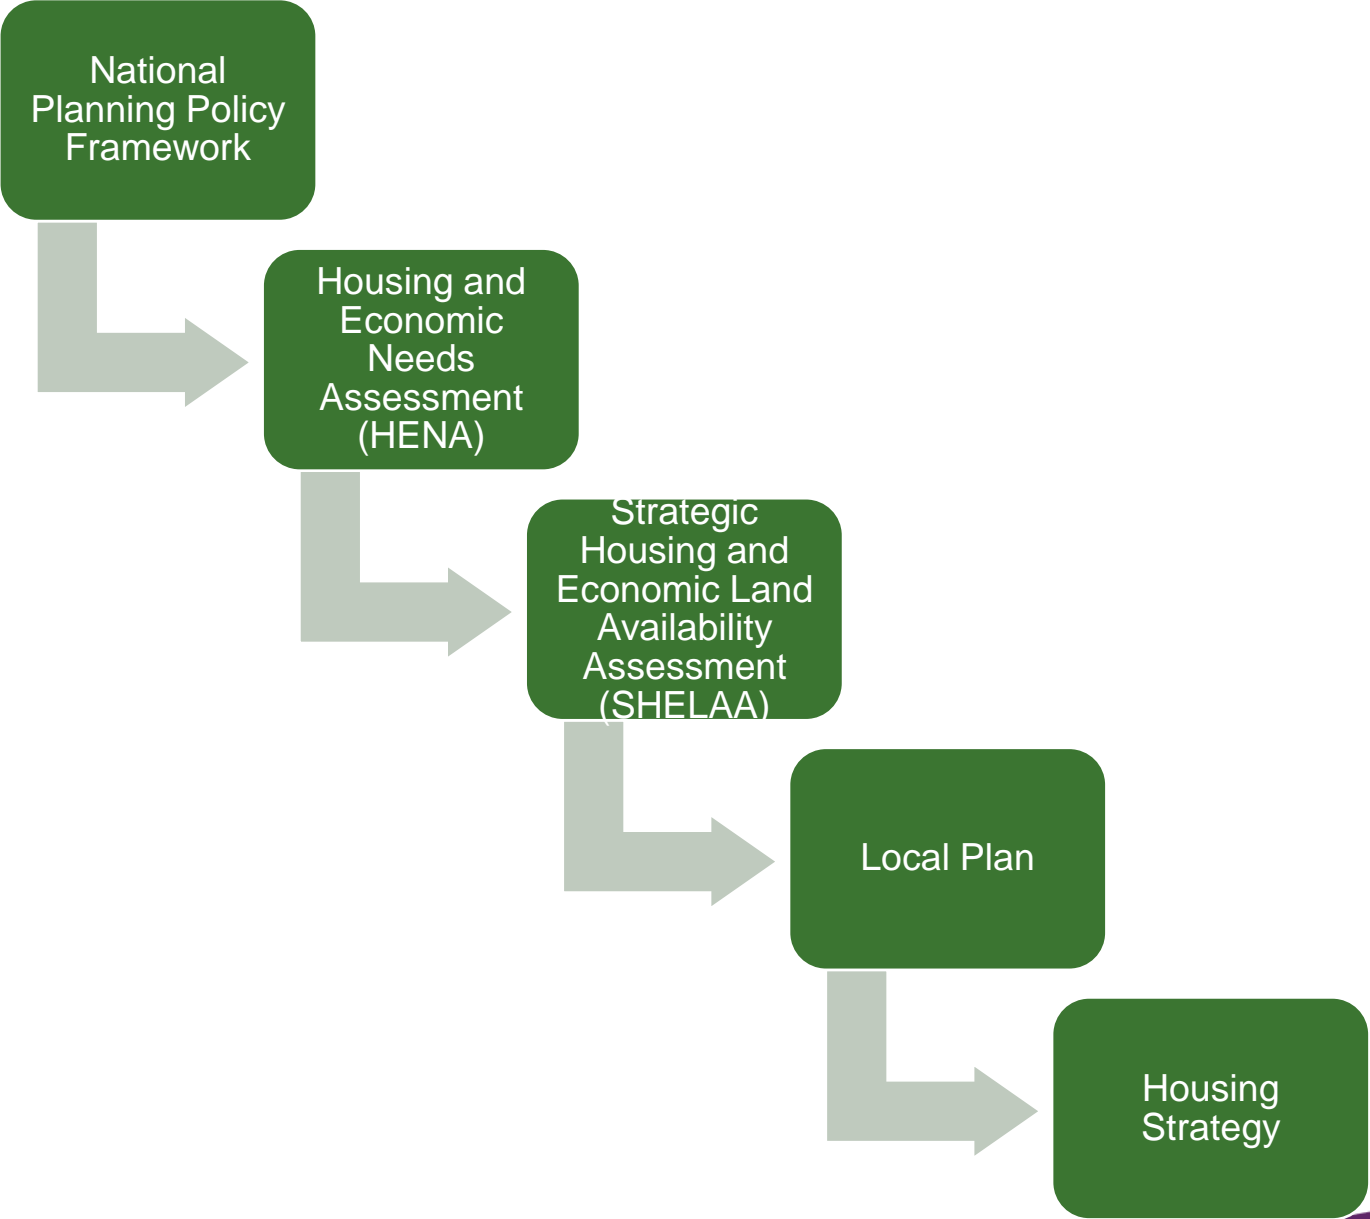 National
Planning Policy
Framework
Housing and
Economic
Needs
Assessment
(HENA)
Strategic
Housing and
Economic Land
Availability
Assessment
(SHELAA)
Local Plan
Housing
Strategy